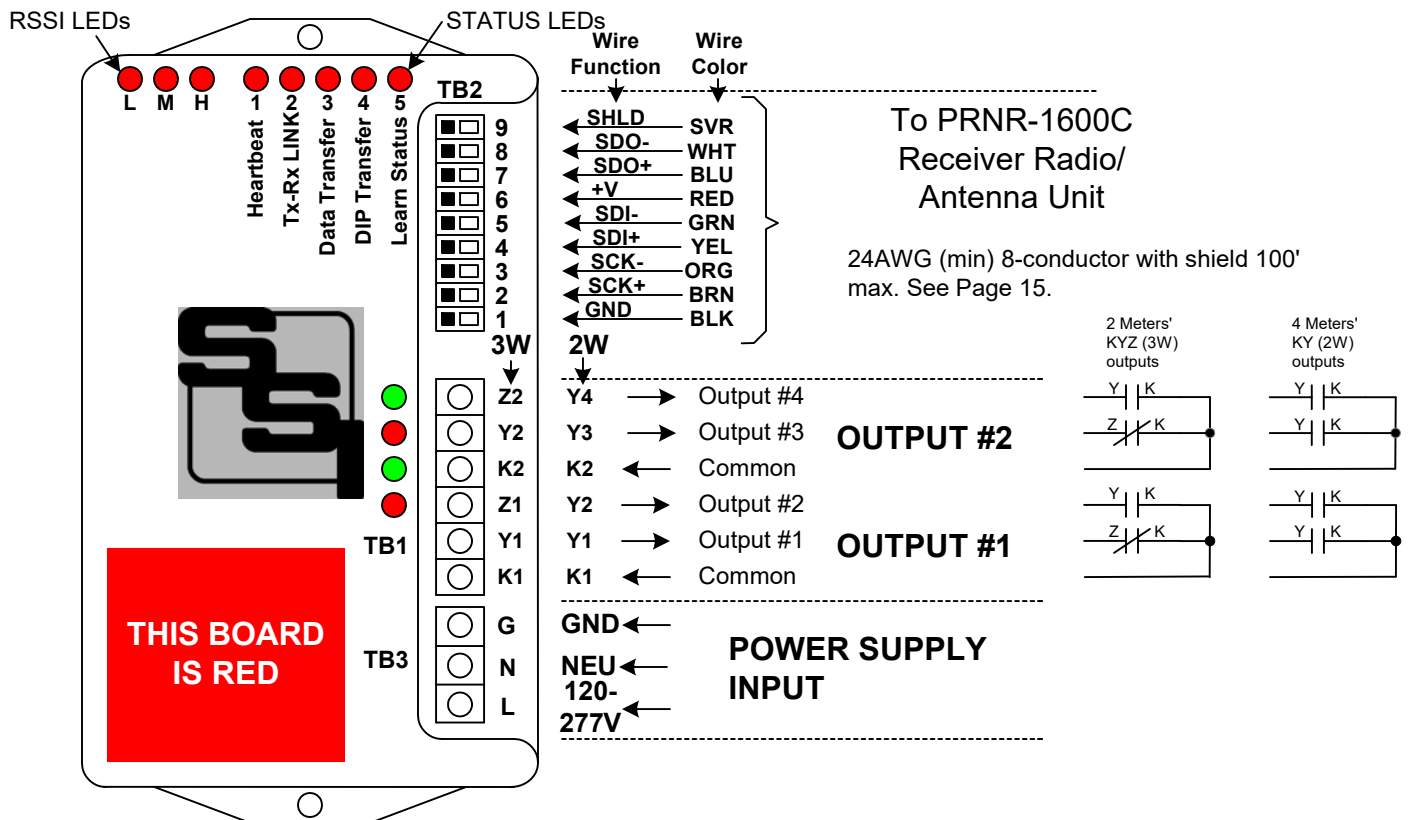 RSSI LEDs
STATUS LEDs
L M H 1 2 3 4 5
Heartbeat
Tx-Rx LINK
Data Transfer
DIP Transfer
Learn Status
TB2
Wire Function
Wire Color
9 SHLD SVR
8 SDO- WHT
7 SDO+ BLU
6 +V RED
5 SDI- GRN
4 SDI+ YEL
3 SCK- ORG
2 SCK+ BRN
1 GND BLK
To PRNR-1600C
Receiver Radio/
Antenna Unit
24AWG (min) 8-conductor with shield 100'
max. See Page 15.
3W 2W
Z2 Y4 Output #4
Y2 Y3 Output #3
K2 K2 Common
OUTPUT #2
Z1 Y2 Output #2
Y1 Y1 Output #1
K1 K1 Common
OUTPUT #1
TB1
2 Meters'
KYZ (3W)
outputs
Y K
Z K
Y K
Z K
4 Meters'
KY (2W)
outputs
Y K
Y K
Y K
Y K
SSI
THIS BOARD
IS RED
TB3
G GND
N NEU
L 120-
277V
POWER SUPPLY
INPUT